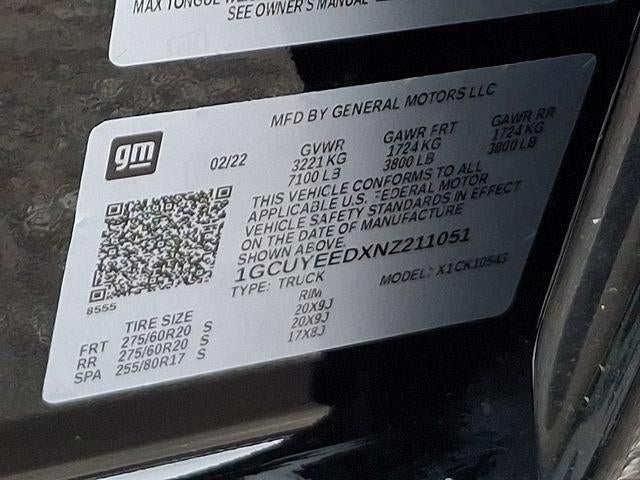 MAX TONGUE
SEE OWNER'S MANUAL
MFD BY GENERAL MOTORS LLC
gm
02/22
GVWR
3221 KG
7100 LB
GAWR FRT
1724 KG
3800 LB
GAWR RR
1724 KG
3800 LB
THIS VEHICLE CONFORMS TO ALL
APPLICABLE U.S. FEDERAL MOTOR
VEHICLE SAFETY STANDARDS IN EFFECT
ON THE DATE OF MANUFACTURE
SHOWN ABOVE.
1GCUYEEDXNZ211051
TYPE: TRUCK
MODEL: X1CK10543
8555
TIRE SIZE
RIM
FRT 275/60R20 S 20X9J
RR 275/60R20 S 20X9J
SPA 255/80R17 S 17X8J